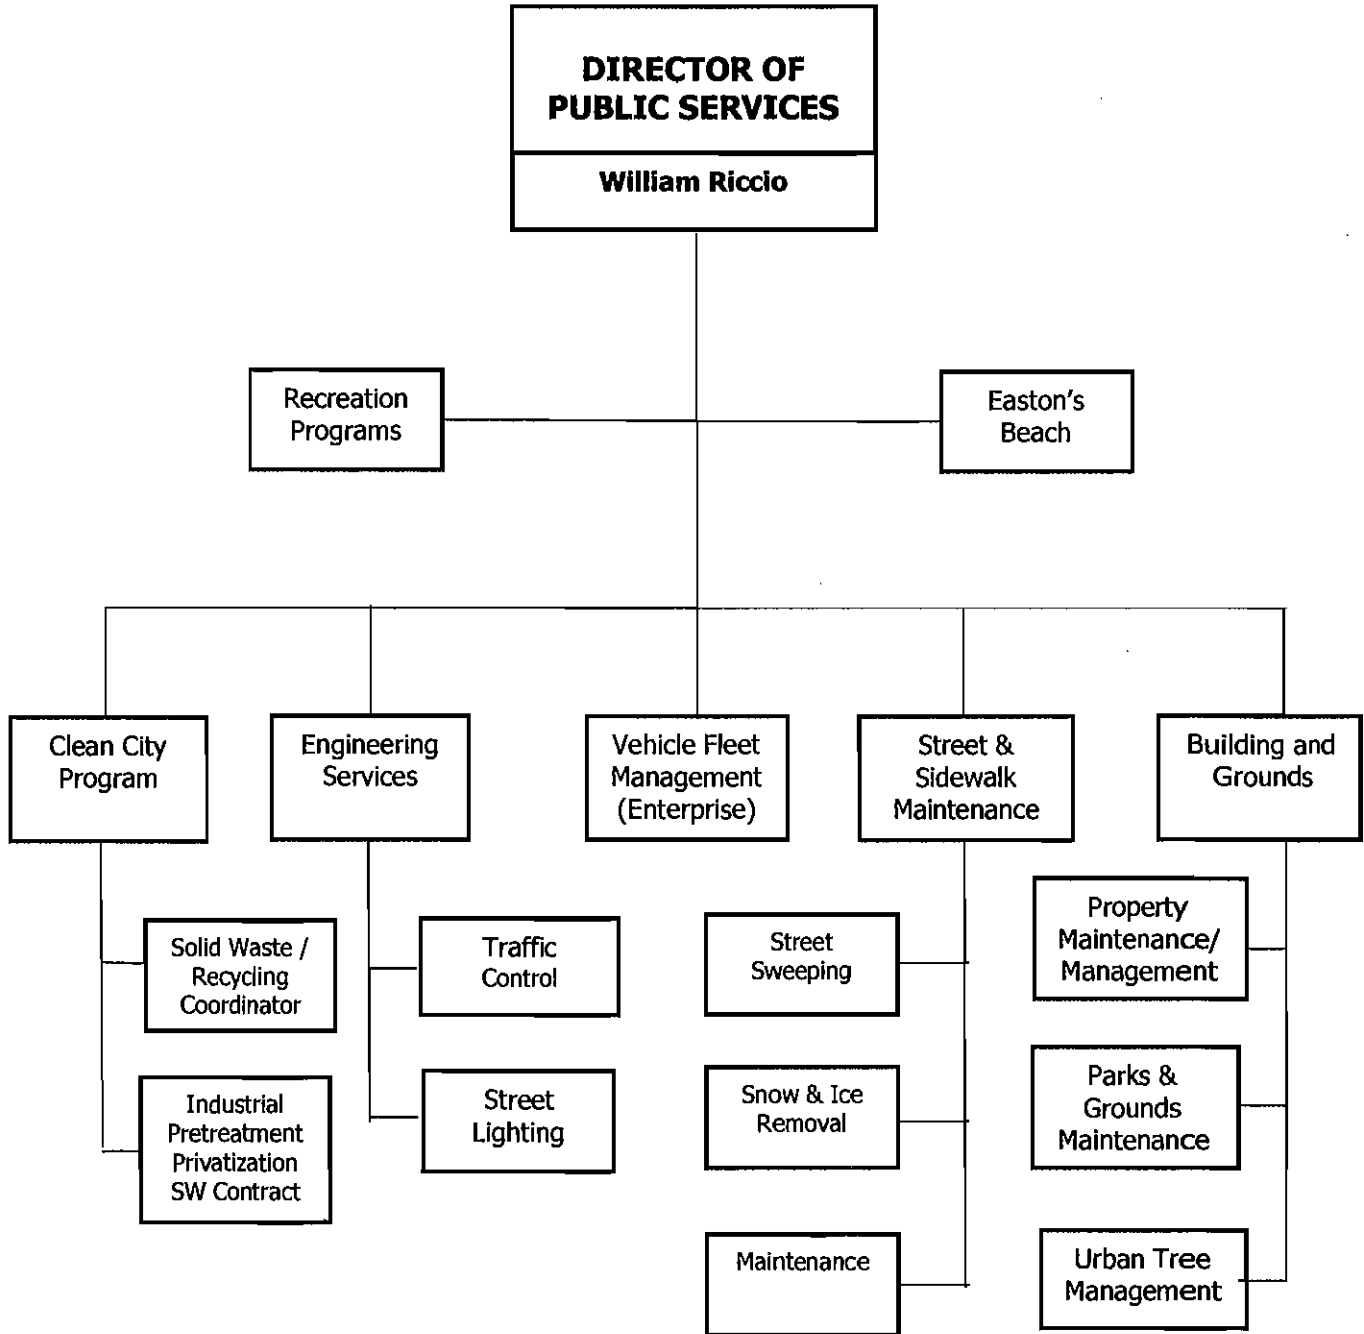 DIRECTOR OF
PUBLIC SERVICES
William Riccio
Recreation
Programs
Easton's
Beach
Clean City
Program
Engineering
Services
Vehicle Fleet
Management
(Enterprise)
Street &
Sidewalk
Maintenance
Building and
Grounds
Solid Waste /
Recycling
Coordinator
Industrial
Pretreatment
Privatization
SW Contract
Traffic
Control
Street
Lighting
Street
Sweeping
Snow & Ice
Removal
Maintenance
Property
Maintenance/
Management
Parks &
Grounds
Maintenance
Urban Tree
Management